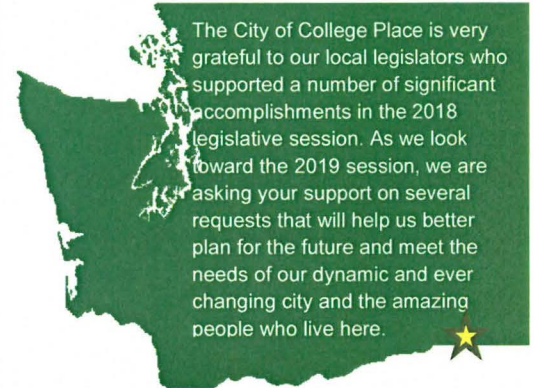 The City of College Place is very
grateful to our local legislators who
supported a number of significant
accomplishments in the 2018
legislative session. As we look
toward the 2019 session, we are
asking your support on several
requests that will help us better
plan for the future and meet the
needs of our dynamic and ever
changing city and the amazing
people who live here.